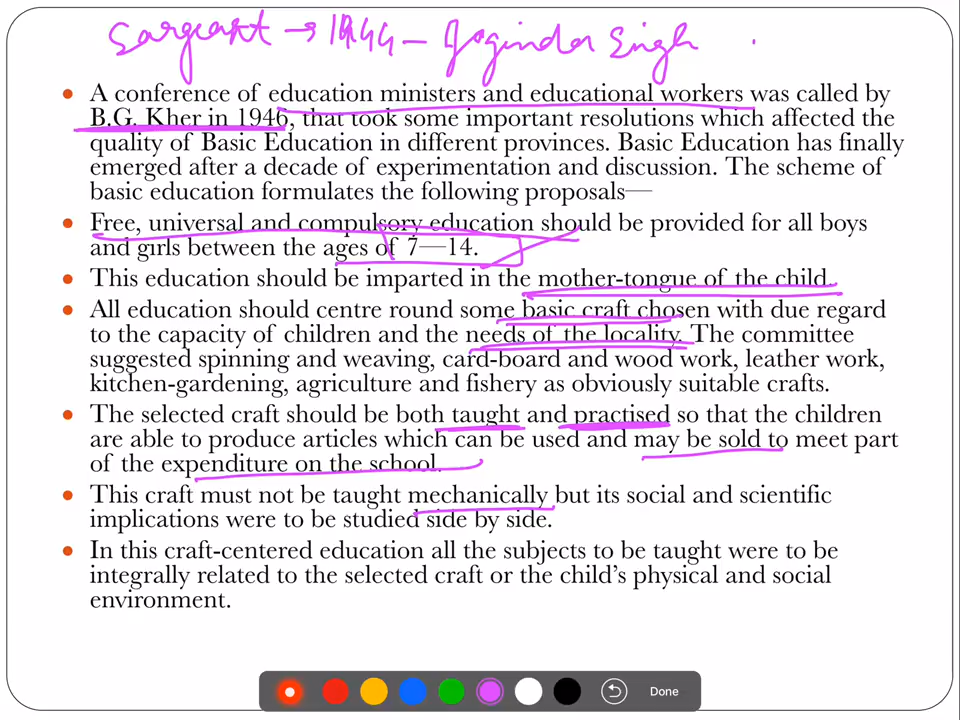 Sargeant → 1944 - Joginder Singh
• A conference of education ministers and educational workers was called by
B.G. Kher in 1946, that took some important resolutions which affected the
quality of Basic Education in different provinces. Basic Education has finally
emerged after a decade of experimentation and discussion. The scheme of
basic education formulates the following proposals—
• Free, universal and compulsory education should be provided for all boys
and girls between the ages of 7—14.
• This education should be imparted in the mother-tongue of the child.
• All education should centre round some basic craft chosen with due regard
to the capacity of children and the needs of the locality. The committee
suggested spinning and weaving, card-board and wood work, leather work,
kitchen-gardening, agriculture and fishery as obviously suitable crafts.
• The selected craft should be both taught and practised so that the children
are able to produce articles which can be used and may be sold to meet part
of the expenditure on the school.
• This craft must not be taught mechanically but its social and scientific
implications were to be studied side by side.
• In this craft-centered education all the subjects to be taught were to be
integrally related to the selected craft or the child's physical and social
environment.
Done